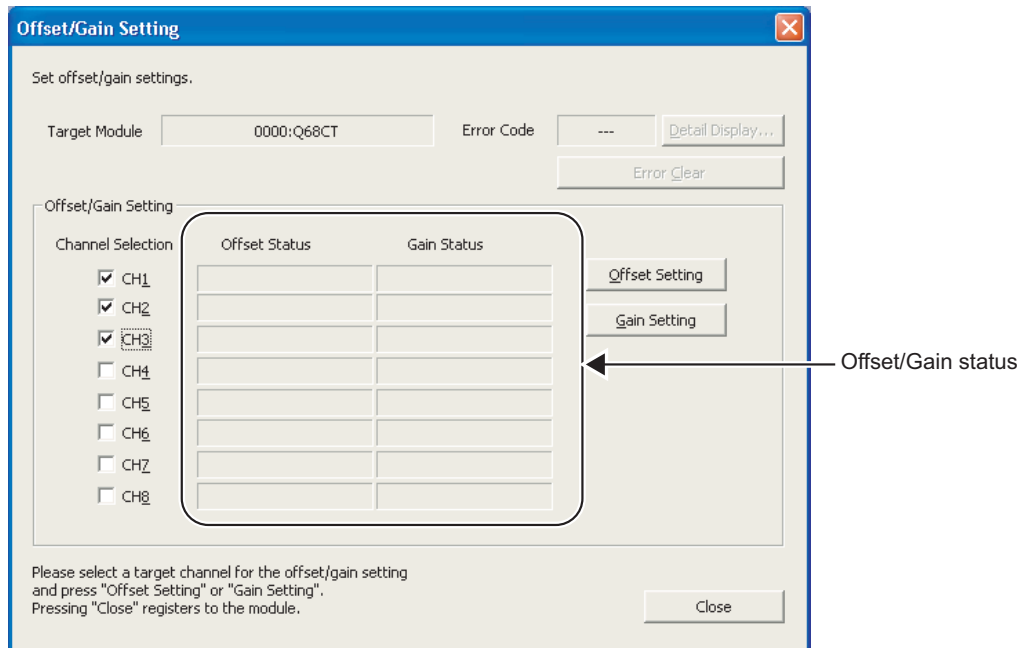 Offset/Gain Setting
Set offset/gain settings.
Target Module 0000:Q68CT Error Code --- Detail Display...
Error Clear
Offset/Gain Setting
Channel Selection Offset Status Gain Status
CH1 Offset Setting
CH2
Gain Setting
CH3
Offset/Gain status
CH4
CH5
CH6
CH7
CH8
Please select a target channel for the offset/gain setting
and press "Offset Setting" or "Gain Setting".
Pressing "Close" registers to the module.
Close